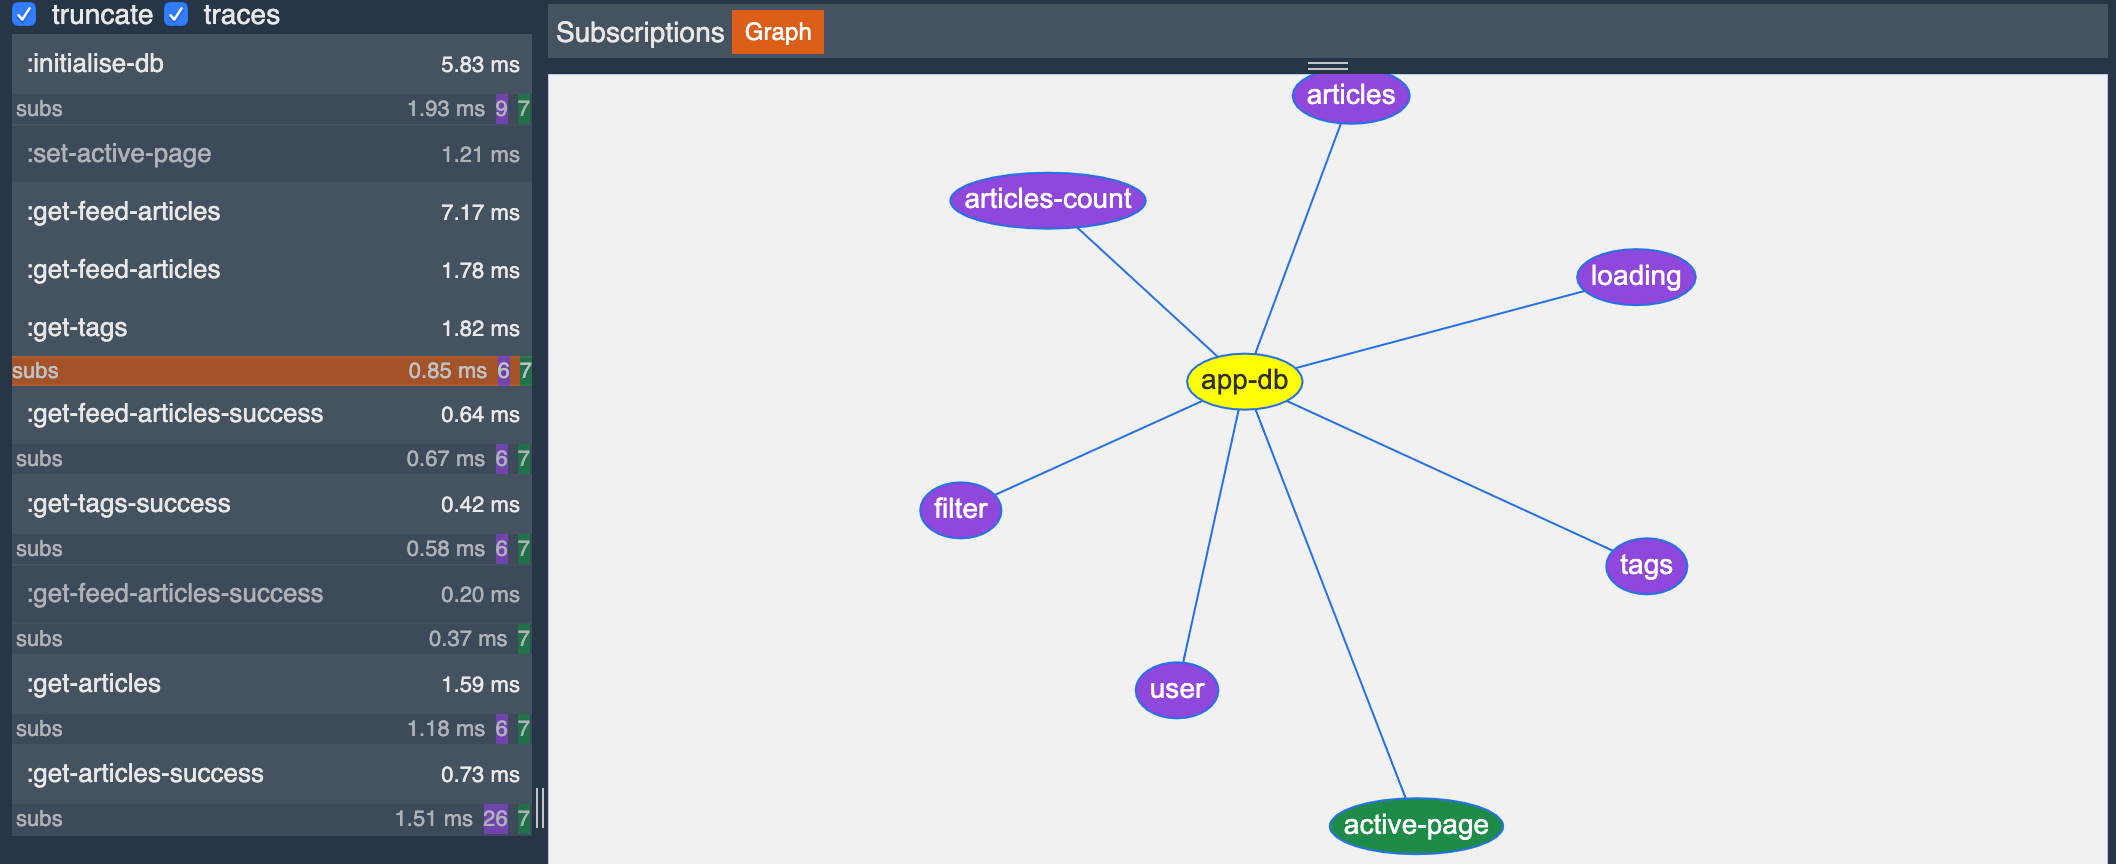 truncate traces
:initialise-db 5.83 ms
subs 1.93 ms 9 7
:set-active-page 1.21 ms
:get-feed-articles 7.17 ms
:get-feed-articles 1.78 ms
:get-tags 1.82 ms
subs 0.85 ms 6 7
:get-feed-articles-success 0.64 ms
subs 0.67 ms 6 7
:get-tags-success 0.42 ms
subs 0.58 ms 6 7
:get-feed-articles-success 0.20 ms
subs 0.37 ms 7
:get-articles 1.59 ms
subs 1.18 ms 6 7
:get-articles-success 0.73 ms
subs 1.51 ms 26 7
Subscriptions Graph
articles
articles-count
loading
app-db
filter
tags
user
active-page